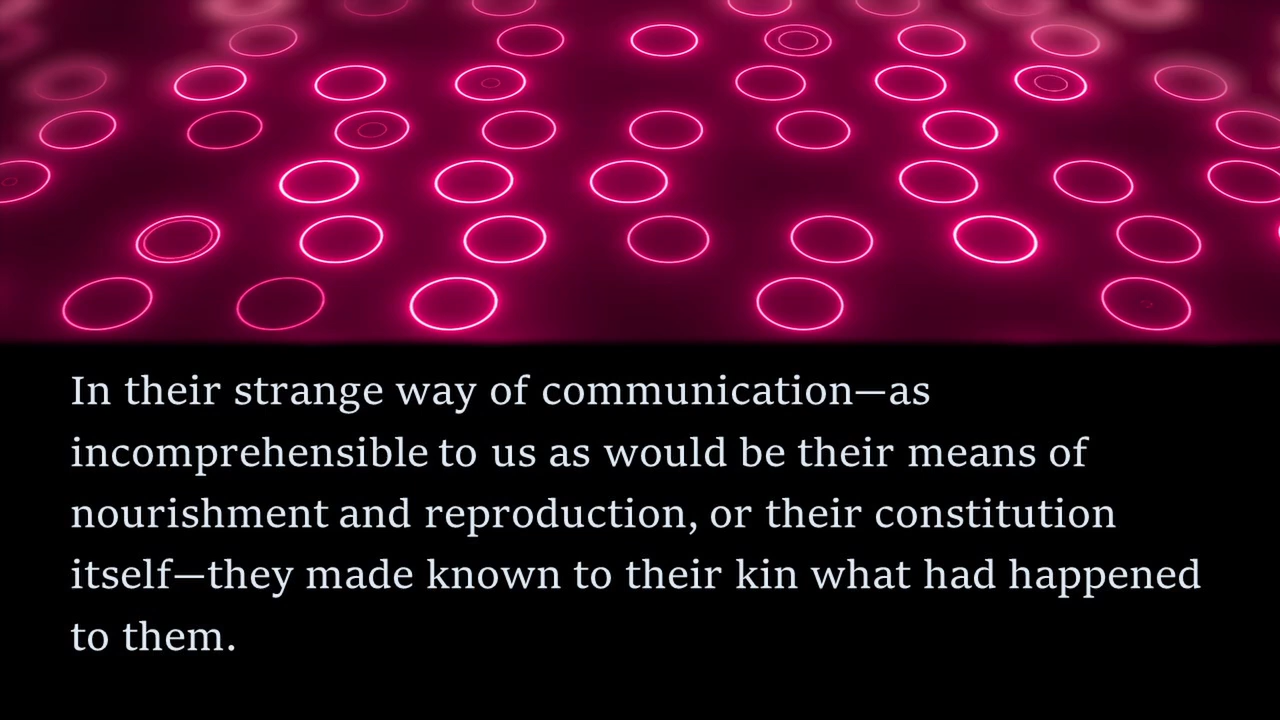 In their strange way of communication—as
incomprehensible to us as would be their means of
nourishment and reproduction, or their constitution
itself—they made known to their kin what had happened
to them.